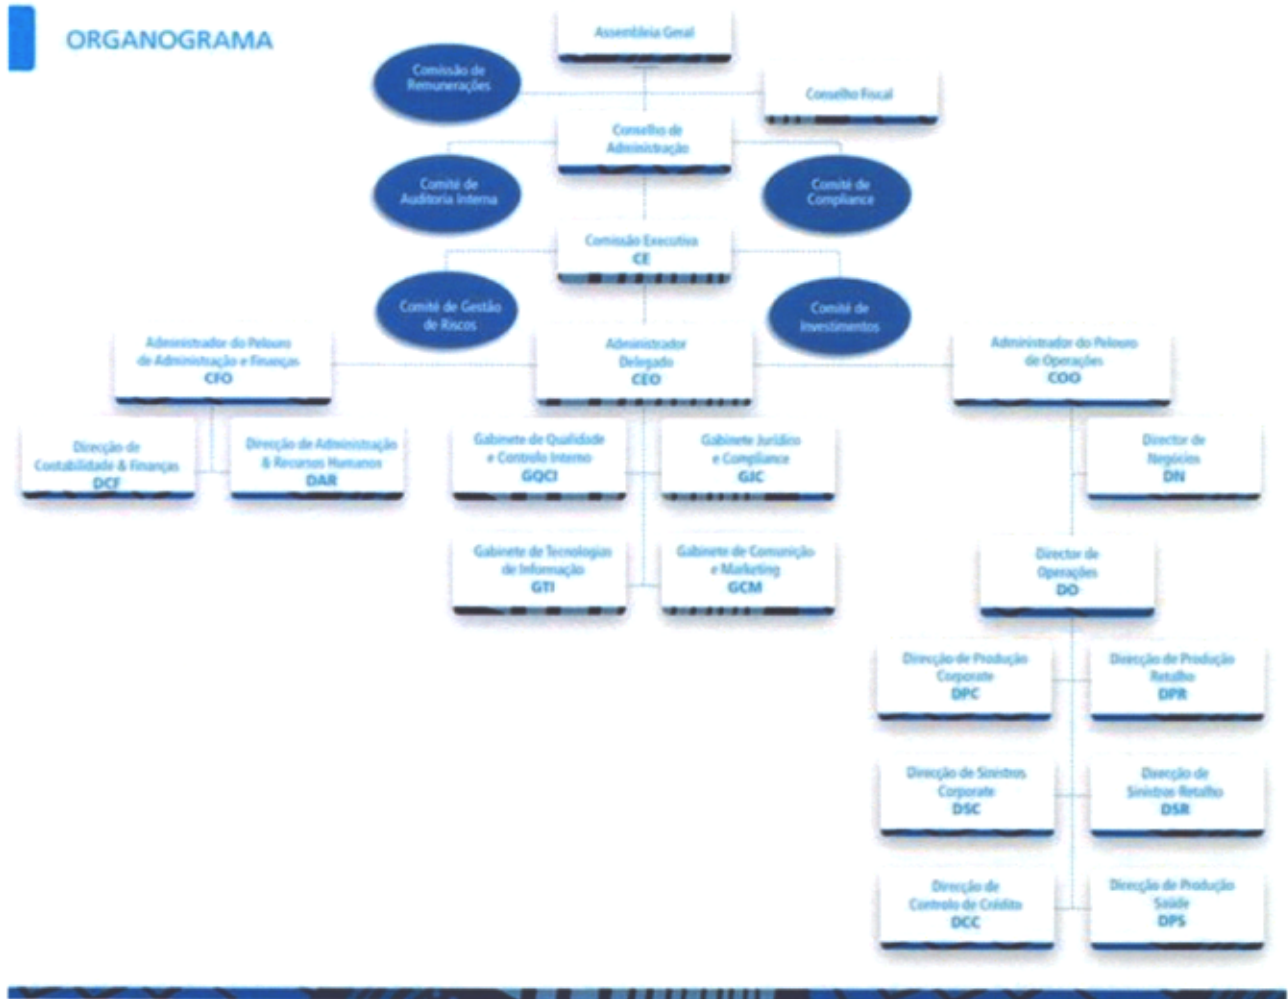 ORGANOGRAMA
Assembleia Geral
Comissão de
Remunerações
Conselho Fiscal
Conselho de
Administração
Comité de
Auditoria Interna
Comité de
Compliance
Comissão Executiva
CE
Comité de Gestão
de Riscos
Comité de
Investimentos
Administrador do Pelouro
de Administração e Finanças
CFO
Administrador
Delegado
CEO
Administrador do Pelouro
de Operações
COO
Direcção de
Contabilidade & Finanças
DCF
Direcção de Administração
& Recursos Humanos
DAR
Gabinete de Qualidade
e Controlo Interno
GQCI
Gabinete Jurídico
e Compliance
GJC
Director de
Negócios
DN
Gabinete de Tecnologias
de Informação
GTI
Gabinete de Comunição
e Marketing
GCM
Director de
Operações
DO
Direcção de Produção
Corporate
DPC
Direcção de Produção
Retalho
DPR
Direcção de Sinistros
Corporate
DSC
Direcção de
Sinistros Retalho
DSR
Direcção de
Controlo de Crédito
DCC
Direcção de Produção
Saúde
DPS